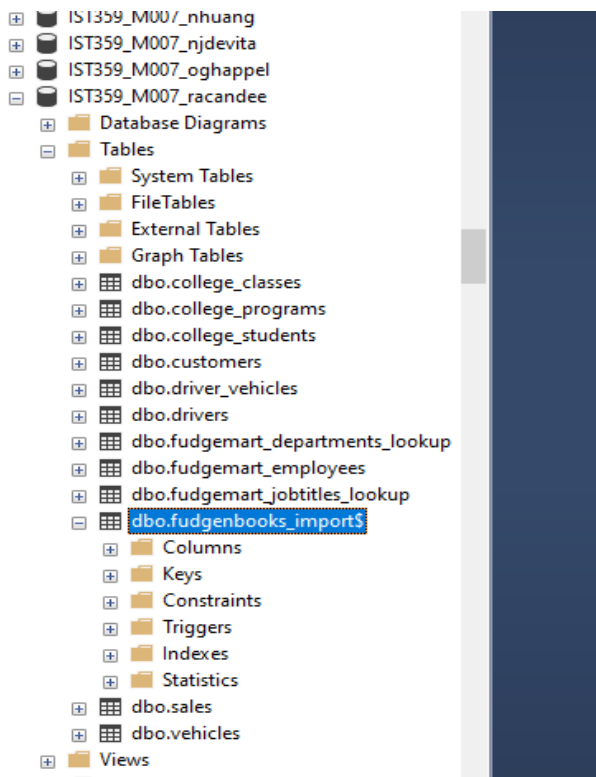 IST359_M007_nhuang
IST359_M007_njdevita
IST359_M007_oghappel
IST359_M007_racandee
Database Diagrams
Tables
System Tables
FileTables
External Tables
Graph Tables
dbo.college_classes
dbo.college_programs
dbo.college_students
dbo.customers
dbo.driver_vehicles
dbo.drivers
dbo.fudgemart_departments_lookup
dbo.fudgemart_employees
dbo.fudgemart_jobtitles_lookup
dbo.fudgenbooks_import$
Columns
Keys
Constraints
Triggers
Indexes
Statistics
dbo.sales
dbo.vehicles
Views